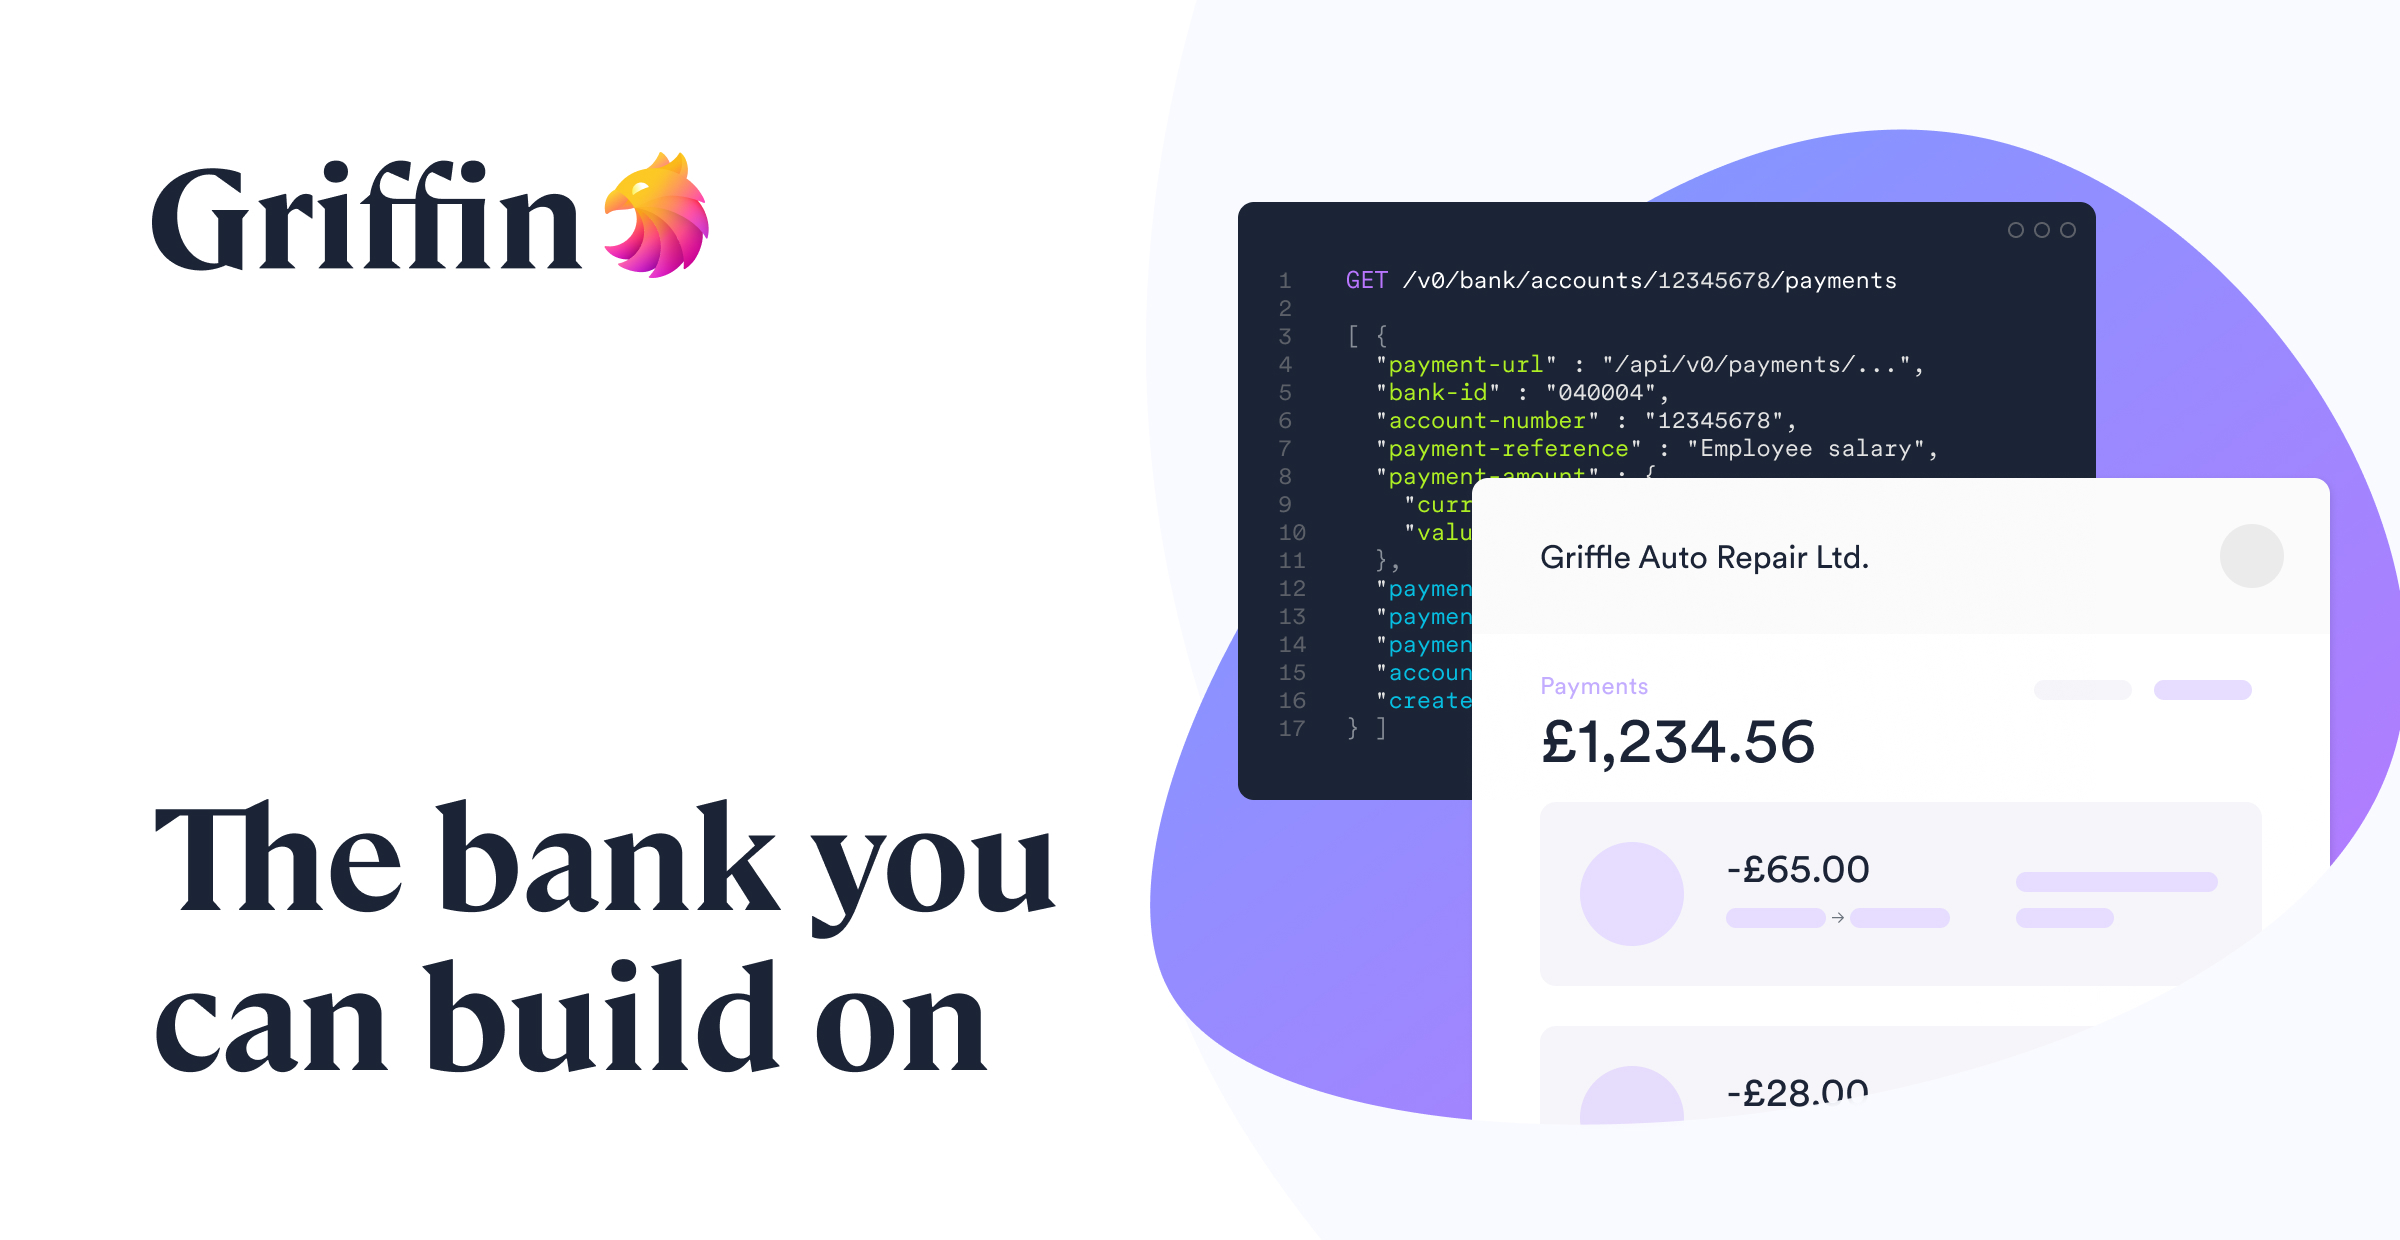 Griffin
The bank you
can build on
1 GET /v0/bank/accounts/12345678/payments
2
3 [ {
4 "payment-url" : "/api/v0/payments/...",
5 "bank-id" : "040004",
6 "account-number" : "12345678",
7 "payment-reference" : "Employee salary",
8 "payment-amount" : {
9 "curr
10 "valu
11 },
12 "paymen
13 "paymen
14 "paymen
15 "accoun
16 "create
17 } ]
Griffle Auto Repair Ltd.
Payments
£1,234.56
-£65.00
→
-£28.00